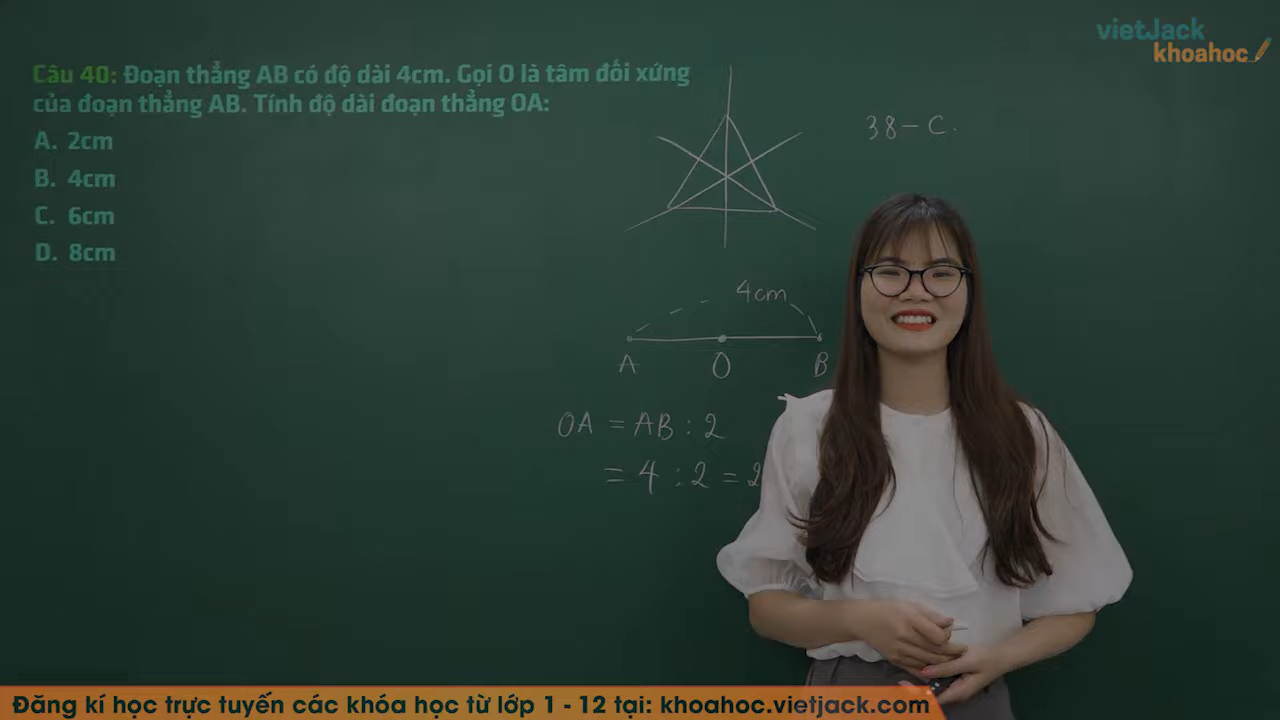 vietJack
khoahoc
Câu 40: Đoạn thẳng AB có độ dài 4cm. Gọi O là tâm đối xứng
của đoạn thẳng AB. Tính độ dài đoạn thẳng OA:
A. 2cm
B. 4cm
C. 6cm
D. 8cm
38 - C.
4cm
A O B
OA = AB : 2
= 4 : 2 = 2
Đăng kí học trực tuyến các khóa học từ lớp 1 - 12 tại: khoahoc.vietjack.com